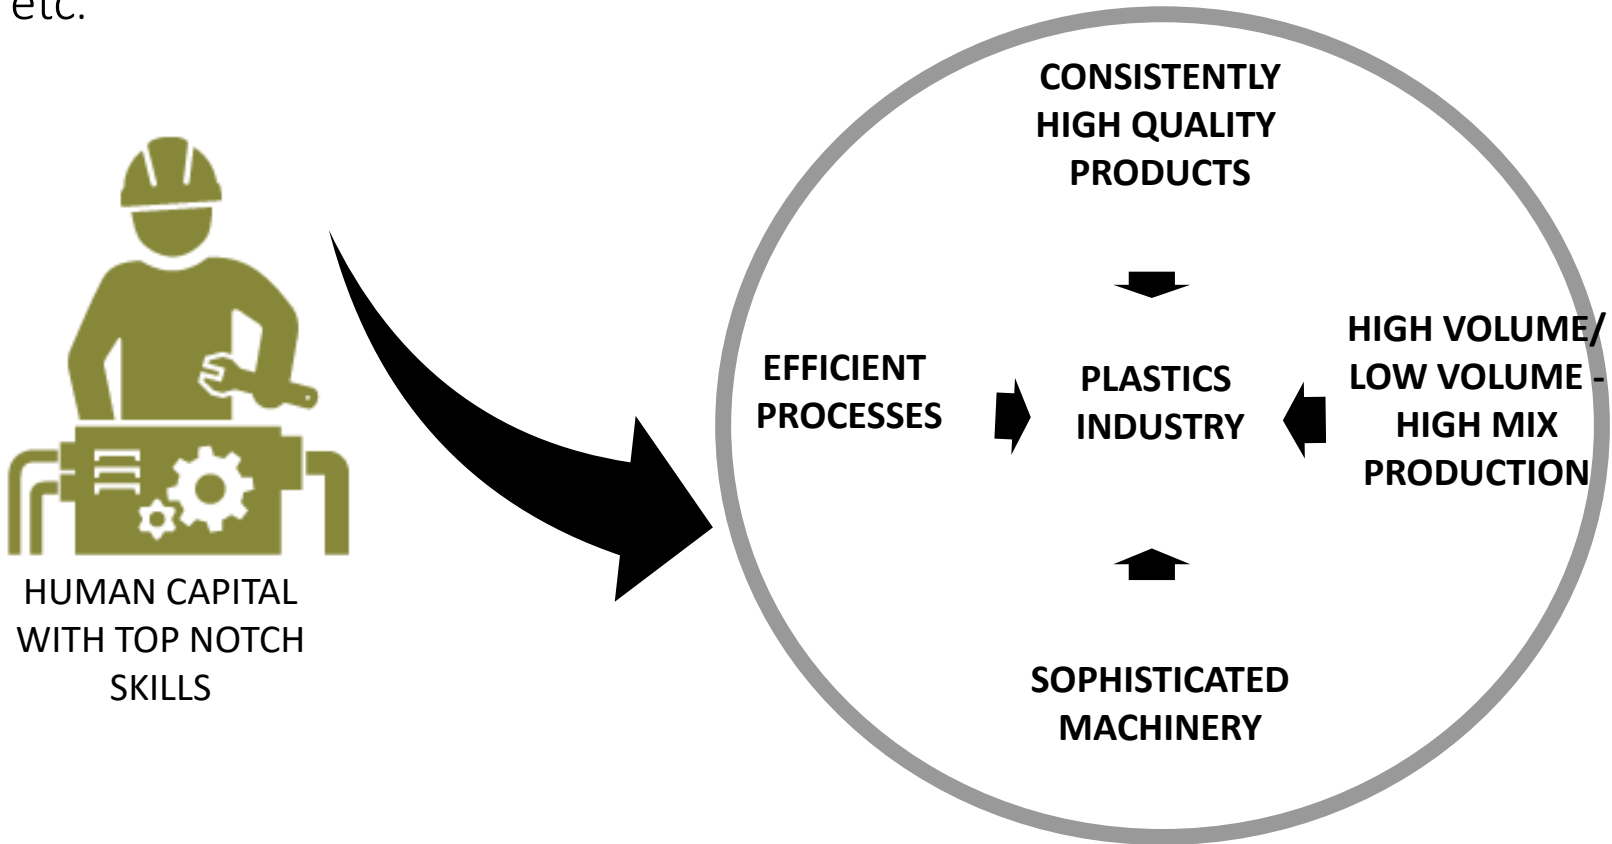 etc.
CONSISTENTLY
HIGH QUALITY
PRODUCTS
EFFICIENT
PROCESSES
PLASTICS
INDUSTRY
HIGH VOLUME/
LOW VOLUME -
HIGH MIX
PRODUCTION
SOPHISTICATED
MACHINERY
HUMAN CAPITAL
WITH TOP NOTCH
SKILLS